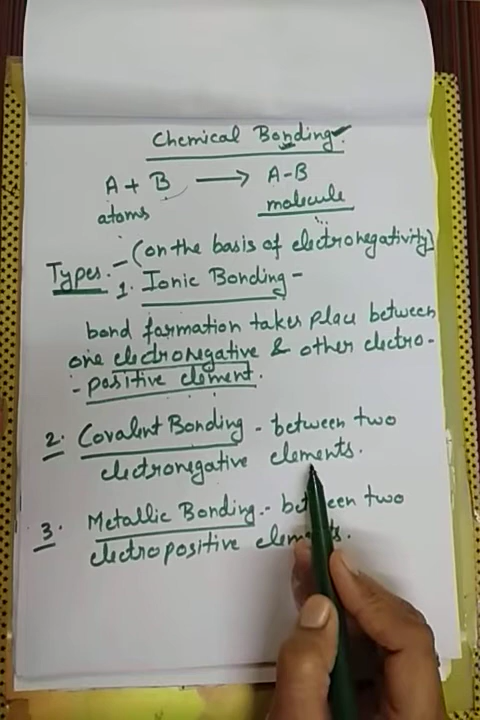 Chemical Bonding
A + B ⟶ A-B
atoms molecule
Types. - (on the basis of electronegativity)
1. Ionic Bonding -
bond formation takes place between
one electronegative & other electro-
- positive element.
2. Covalent Bonding - between two
electronegative elements.
3. Metallic Bonding. - between two
electropositive elements.